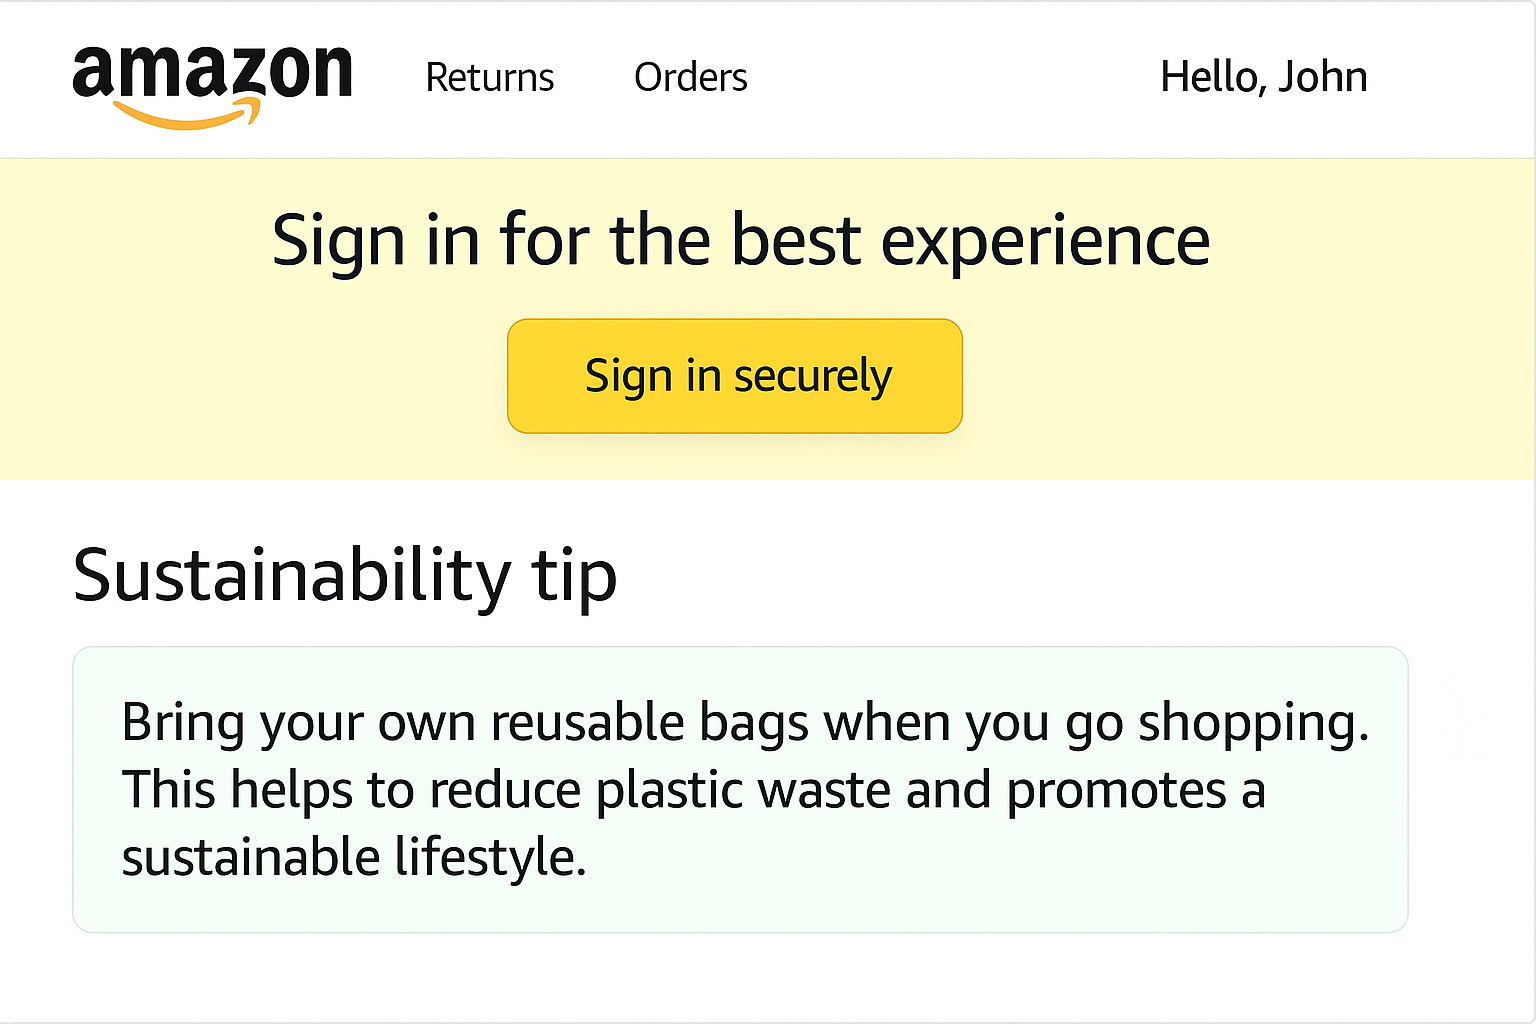 amazon
Returns
Orders
Hello, John
Sign in for the best experience
Sign in securely
Sustainability tip
Bring your own reusable bags when you go shopping.
This helps to reduce plastic waste and promotes a
sustainable lifestyle.